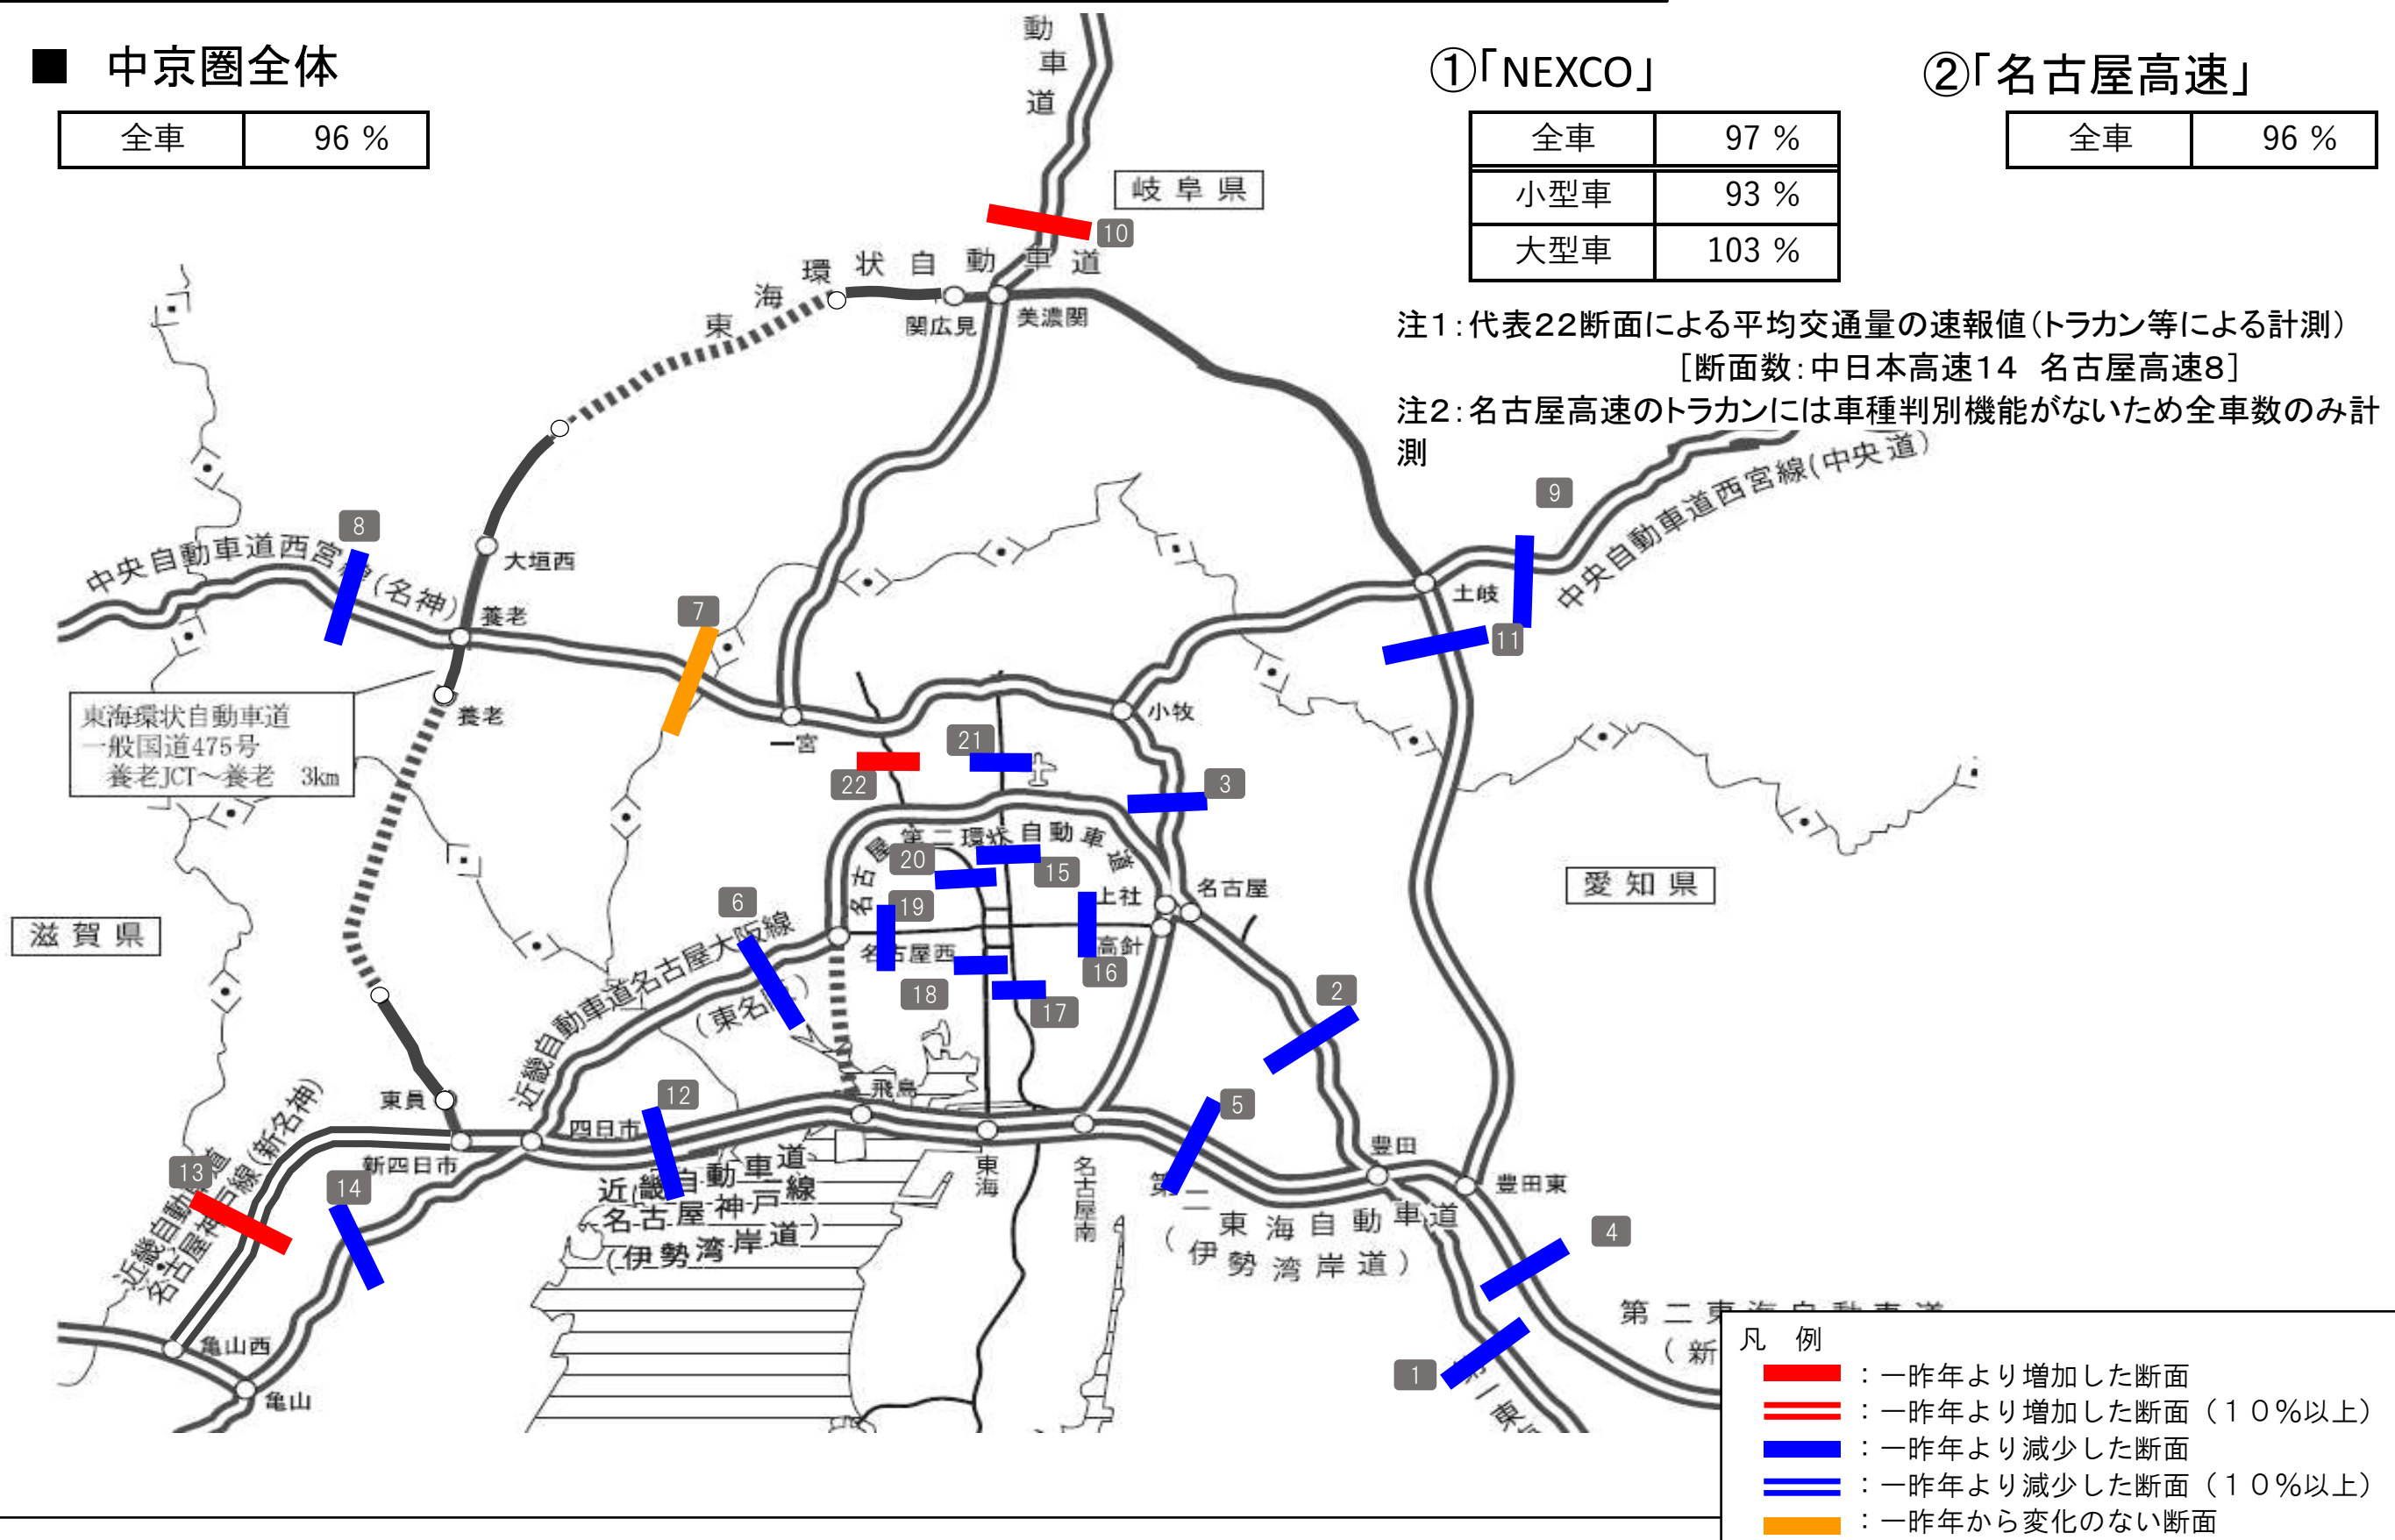 ■ 中京圏全体
全車 96 %
①「NEXCO」
全車 97 %
小型車 93 %
大型車 103 %
②「名古屋高速」
全車 96 %
注1：代表22断面による平均交通量の速報値（トラカン等による計測）
［断面数：中日本高速14 名古屋高速8］
注2：名古屋高速のトラカンには車種判別機能がないため全車数のみ計
測
動車道
岐阜県
10
東海環状自動車道
関広見
美濃関
9
中央自動車道西宮線(中央道)
8
中央自動車道西宮線(名神)
大垣西
養老
7
土岐
11
東海環状自動車道
一般国道475号
養老JCT～養老 3km
養老
一宮
小牧
21
22
3
名古屋第二環状自動車道
20
15
上社
名古屋
愛知県
滋賀県
6
19
名古屋西
高針
16
近畿自動車道名古屋大阪線
(東名阪)
18
17
2
飛島
東員
12
5
四日市
新四日市
近畿自動車道
名古屋神戸線(新名神)
13
14
近畿自動車道
名古屋神戸線
(伊勢湾岸道)
東海
名古屋南
豊田
豊田東
第二東海自動車道
(伊勢湾岸道)
4
亀山西
亀山
1
第二東海自動車道
(新
第一東
凡 例
：一昨年より増加した断面
：一昨年より増加した断面（１０％以上）
：一昨年より減少した断面
：一昨年より減少した断面（１０％以上）
：一昨年から変化のない断面